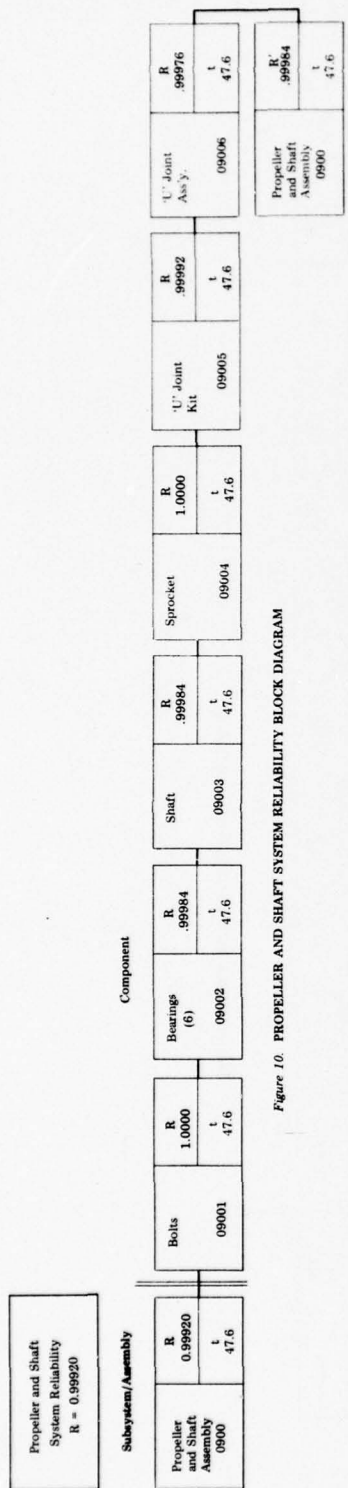 Propeller and Shaft
System Reliability
R = 0.99920
Subsystem/Assembly
Component
Propeller
and Shaft
Assembly
0900
R
0.99920
t
47.6
Bolts
09001
R
1.0000
t
47.6
Bearings
(6)
09002
R
.99984
t
47.6
Shaft
09003
R
.99984
t
47.6
Sprocket
09004
R
1.0000
t
47.6
'U' Joint
Kit
09005
R
.99992
t
47.6
'U' Joint
Ass'y.
09006
R
.99976
t
47.6
Propeller
and Shaft
Assembly
0900
R'
.99984
t
47.6
Figure 10. PROPELLER AND SHAFT SYSTEM RELIABILITY BLOCK DIAGRAM